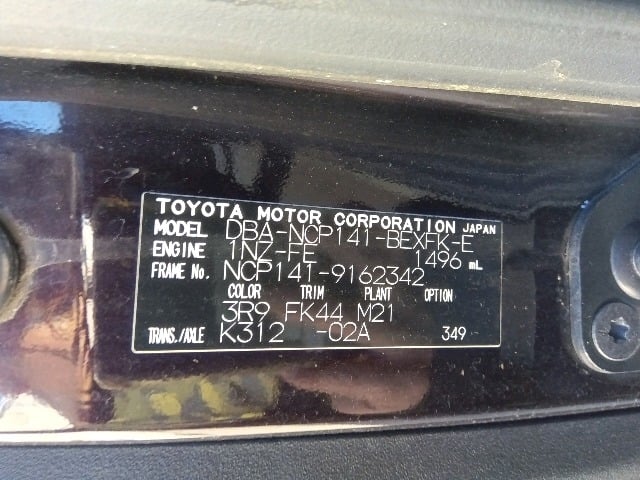 TOYOTA MOTOR CORPORATION JAPAN
MODEL DBA-NCP141-BEXFK-E
ENGINE 1NZ-FE 1496 mL
FRAME No. NCP141-9162342
COLOR TRIM PLANT OPTION
3R9 FK44 M21
TRANS./AXLE K312 -02A 349